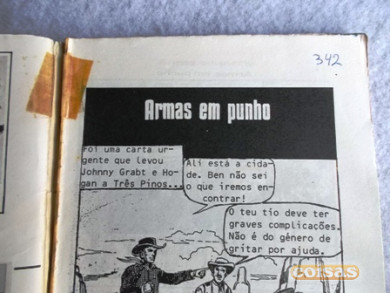 342
Armas em punho
Foi uma carta ur-
gente que levou
Johnny Grabt e Ho-
gan a Três Pinos...
Ali está a cida-
de. Ben não sei
o que iremos en-
contrar!
O teu tio deve ter
graves complicacões.
Não é do género de
gritar por ajuda.
coisas